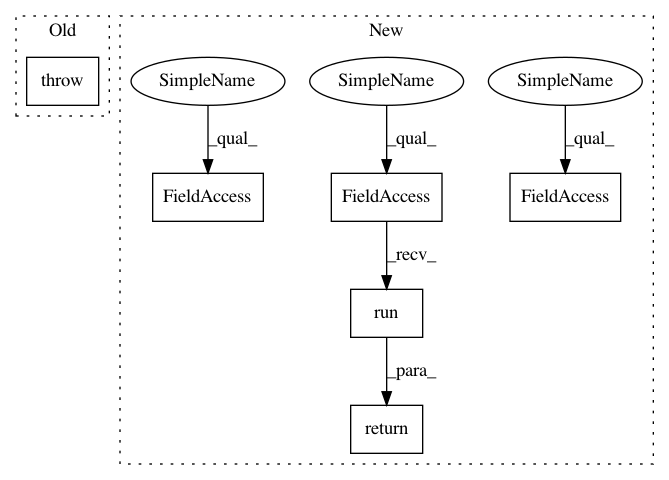 Old
New
throw
SimpleName
SimpleName
SimpleName
_qual_
_qual_
_qual_
FieldAccess
FieldAccess
FieldAccess
_recv_
run
_para_
return